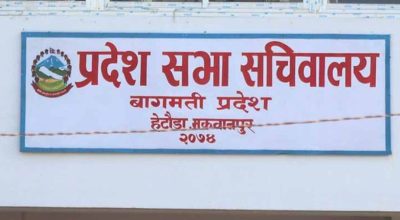 प्रदेश सभा सचिवालय
बागमती प्रदेश
हेटौंडा, मकवानपुर
२०७४